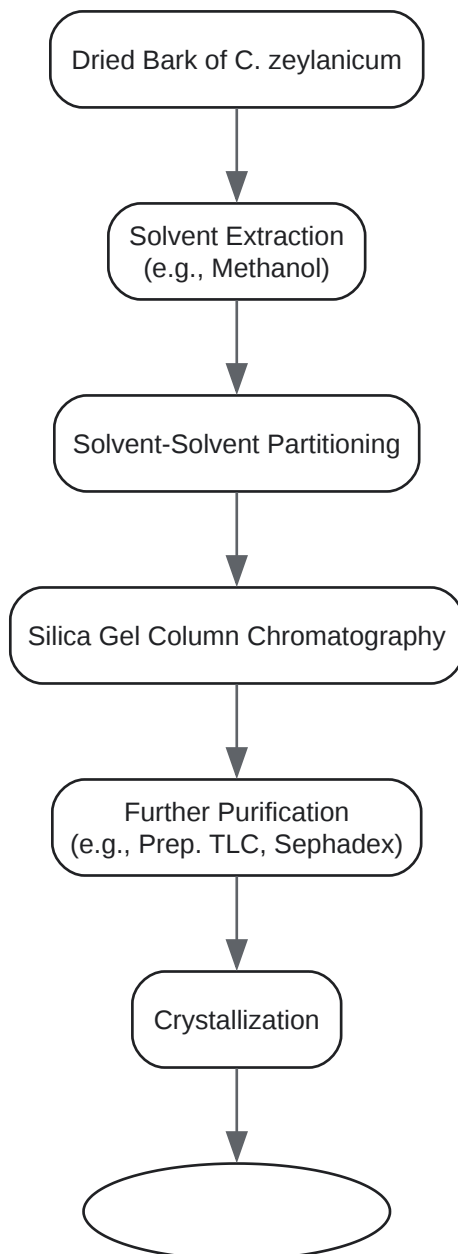 Dried Bark of C. zeylanicum
Solvent Extraction
(e.g., Methanol)
Solvent-Solvent Partitioning
Silica Gel Column Chromatography
Further Purification
(e.g., Prep. TLC, Sephadex)
Crystallization